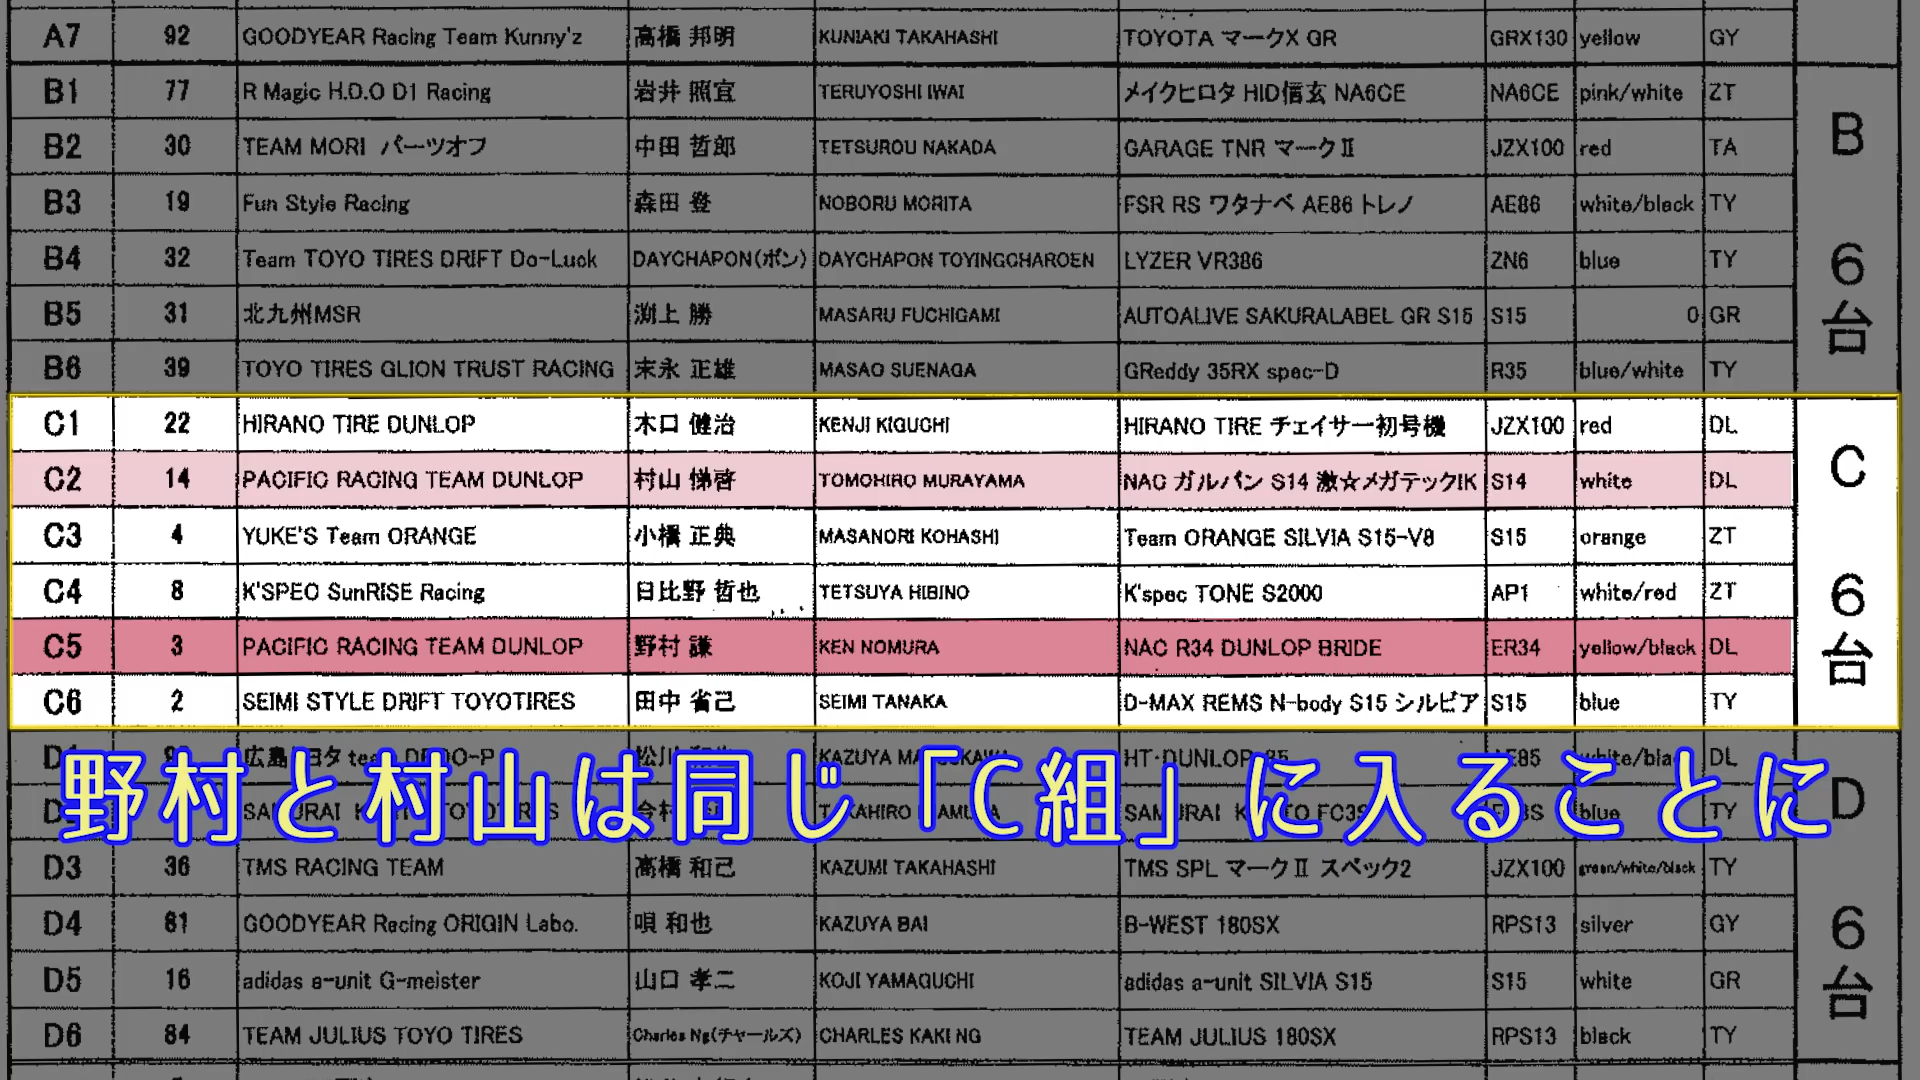 A7 92 GOODYEAR Racing Team Kunny'z 高橋 邦明 KUNIAKI TAKAHASHI TOYOTA マークX GR GRX130 yellow GY
B1 77 R Magic H.D.O D1 Racing 岩井 照宜 TERUYOSHI IWAI メイクヒロタ HID信玄 NA6CE NA6CE pink/white ZT
B2 30 TEAM MORI パーツオフ 中田 哲郎 TETSUROU NAKADA GARAGE TNR マークⅡ JZX100 red TA
B3 19 Fun Style Racing 森田 登 NOBORU MORITA FSR RS ワタナベ AE86 トレノ AE86 white/black TY
B4 32 Team TOYO TIRES DRIFT Do-Luck DAYCHAPON(ポン) DAYCHAPON TOYINGCHAROEN LYZER VR386 ZN6 blue TY
B5 31 北九州MSR 渕上 勝 MASARU FUCHIGAMI AUTOALIVE SAKURALABEL GR S15 S15 0 GR
B6 39 TOYO TIRES GLION TRUST RACING 末永 正雄 MASAO SUENAGA GReddy 35RX spec-D R35 blue/white TY
B
6台
C1 22 HIRANO TIRE DUNLOP 木口 健治 KENJI KIGUCHI HIRANO TIRE チェイサー初号機 JZX100 red DL
C2 14 PACIFIC RACING TEAM DUNLOP 村山 悌啓 TOMOHIRO MURAYAMA NAC ガルパン S14 激☆メガテックIK S14 white DL
C3 4 YUKE'S Team ORANGE 小橋 正典 MASANORI KOHASHI Team ORANGE SILVIA S15-V8 S15 orange ZT
C4 8 K'SPEC SunRISE Racing 日比野 哲也 TETSUYA HIBINO K'spec TONE S2000 AP1 white/red ZT
C5 3 PACIFIC RACING TEAM DUNLOP 野村 謙 KEN NOMURA NAC R34 DUNLOP BRIDE ER34 yellow/black DL
C6 2 SEIMI STYLE DRIFT TOYOTIRES 田中 省己 SEIMI TANAKA D-MAX REMS N-body S15 シルビア S15 blue TY
C
6台
野村と村山は同じ「C組」に入ることに
D3 36 TMS RACING TEAM 高橋 和己 KAZUMI TAKAHASHI TMS SPL マークⅡ スペック2 JZX100 green/white/black TY
D4 81 GOODYEAR Racing ORIGIN Labo. 唄 和也 KAZUYA BAI B-WEST 180SX RPS13 silver GY
D5 16 adidas a-unit G-meister 山口 孝二 KOJI YAMAGUCHI adidas a-unit SILVIA S15 S15 white GR
D6 84 TEAM JULIUS TOYO TIRES Charles Ng(チャールズ) CHARLES KAKI NG TEAM JULIUS 180SX RPS13 black TY
D
6台